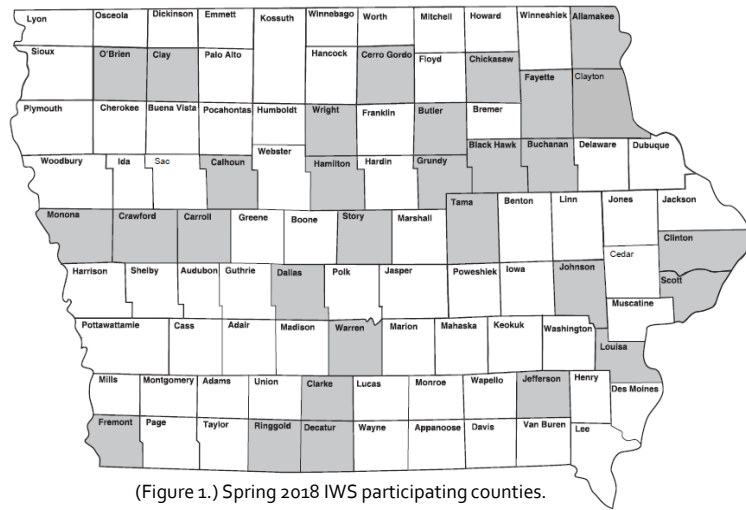 Lyon Osceola Dickinson Emmett Kossuth Winnebago Worth Mitchell Howard Winneshiek Allamakee
Sioux O'Brien Clay Palo Alto Hancock Cerro Gordo Floyd Chickasaw Fayette Clayton
Plymouth Cherokee Buena Vista Pocahontas Humboldt Wright Franklin Butler Bremer
Woodbury Ida Sac Calhoun Webster Hamilton Hardin Grundy Black Hawk Buchanan Delaware Dubuque
Monona Crawford Carroll Greene Boone Story Marshall Tama Benton Linn Jones Jackson
Clinton
Cedar
Harrison Shelby Audubon Guthrie Dallas Polk Jasper Poweshiek Iowa Johnson Scott
Muscatine
Pottawattamie Cass Adair Madison Warren Marion Mahaska Keokuk Washington
Louisa
Mills Montgomery Adams Union Clarke Lucas Monroe Wapello Jefferson Henry
Des Moines
Fremont Page Taylor Ringgold Decatur Wayne Appanoose Davis Van Buren Lee
(Figure 1.) Spring 2018 IWS participating counties.